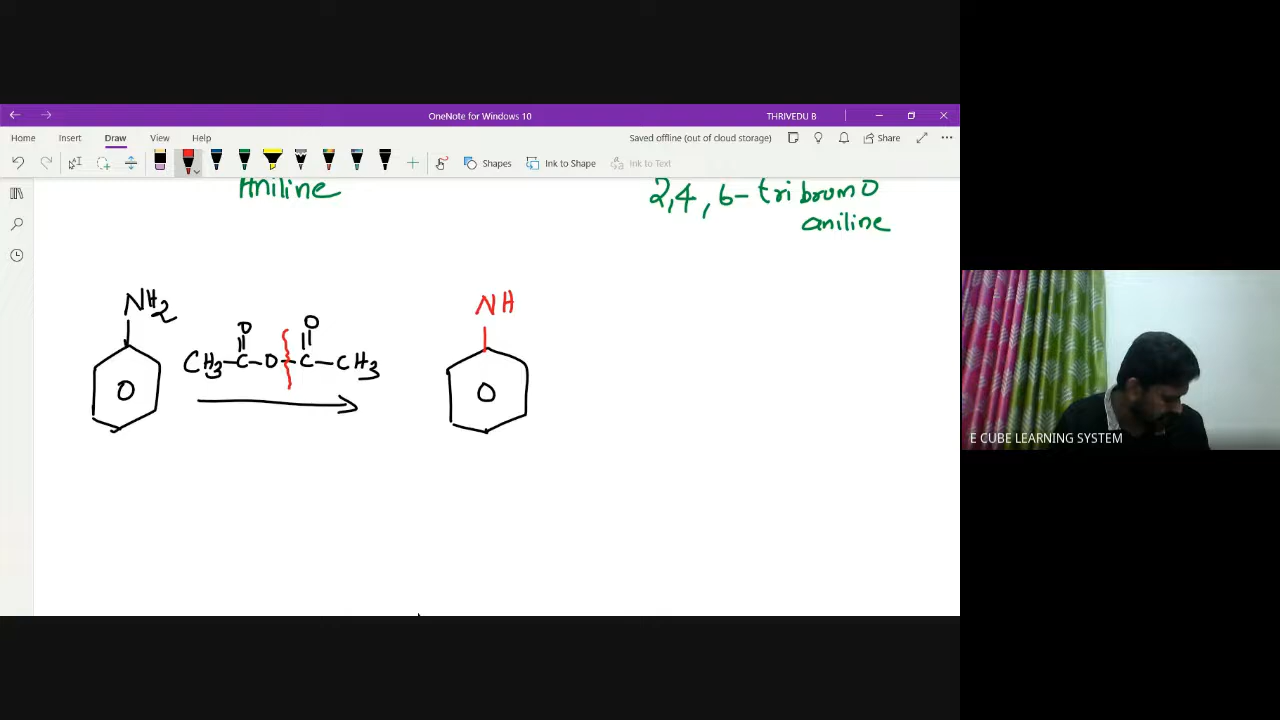 OneNote for Windows 10
THRIVEDU B
Home Insert Draw View Help
Saved offline (out of cloud storage)
Share
Shapes
Ink to Shape
Ink to Text
Aniline
2,4,6-tribromo
aniline
NH2
NH
O O
CH3-C-O-C-CH3
E CUBE LEARNING SYSTEM